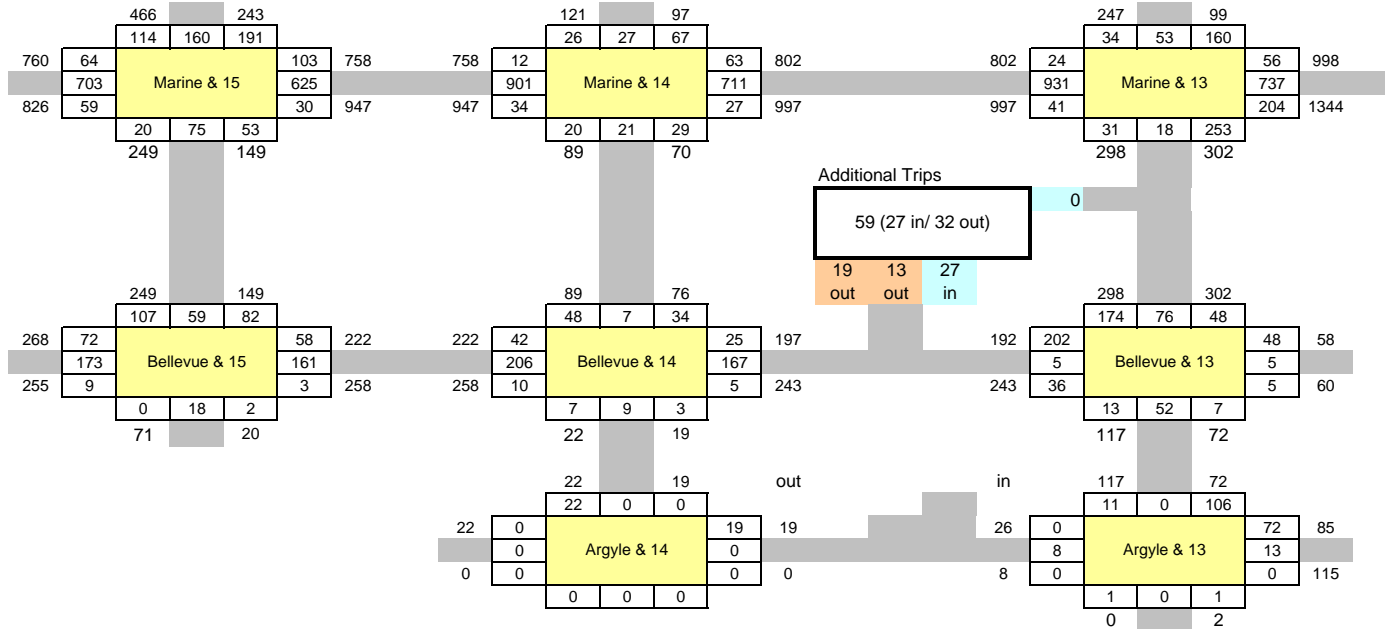 466 243 121 97 247 99
114 160 191 26 27 67 34 53 160
760 64 103 758 758 12 63 802 802 24 56 998
703 Marine & 15 625 901 Marine & 14 711 931 Marine & 13 737
826 59 30 947 947 34 27 997 997 41 204 1344
20 75 53 20 21 29 31 18 253
249 149 89 70 298 302
Additional Trips
0
59 (27 in/ 32 out)
19 13 27
out out in
249 149 89 76 298 302
107 59 82 48 7 34 174 76 48
268 72 58 222 222 42 25 197 192 202 48 58
173 Bellevue & 15 161 206 Bellevue & 14 167 5 Bellevue & 13 5
255 9 3 258 258 10 5 243 243 36 5 60
0 18 2 7 9 3 13 52 7
71 20 22 19 117 72
22 19 out in 117 72
22 0 0 11 0 106
22 0 19 19 26 0 72 85
0 Argyle & 14 0 8 Argyle & 13 13
0 0 0 0 8 0 0 115
0 0 0 1 0 1
0 2